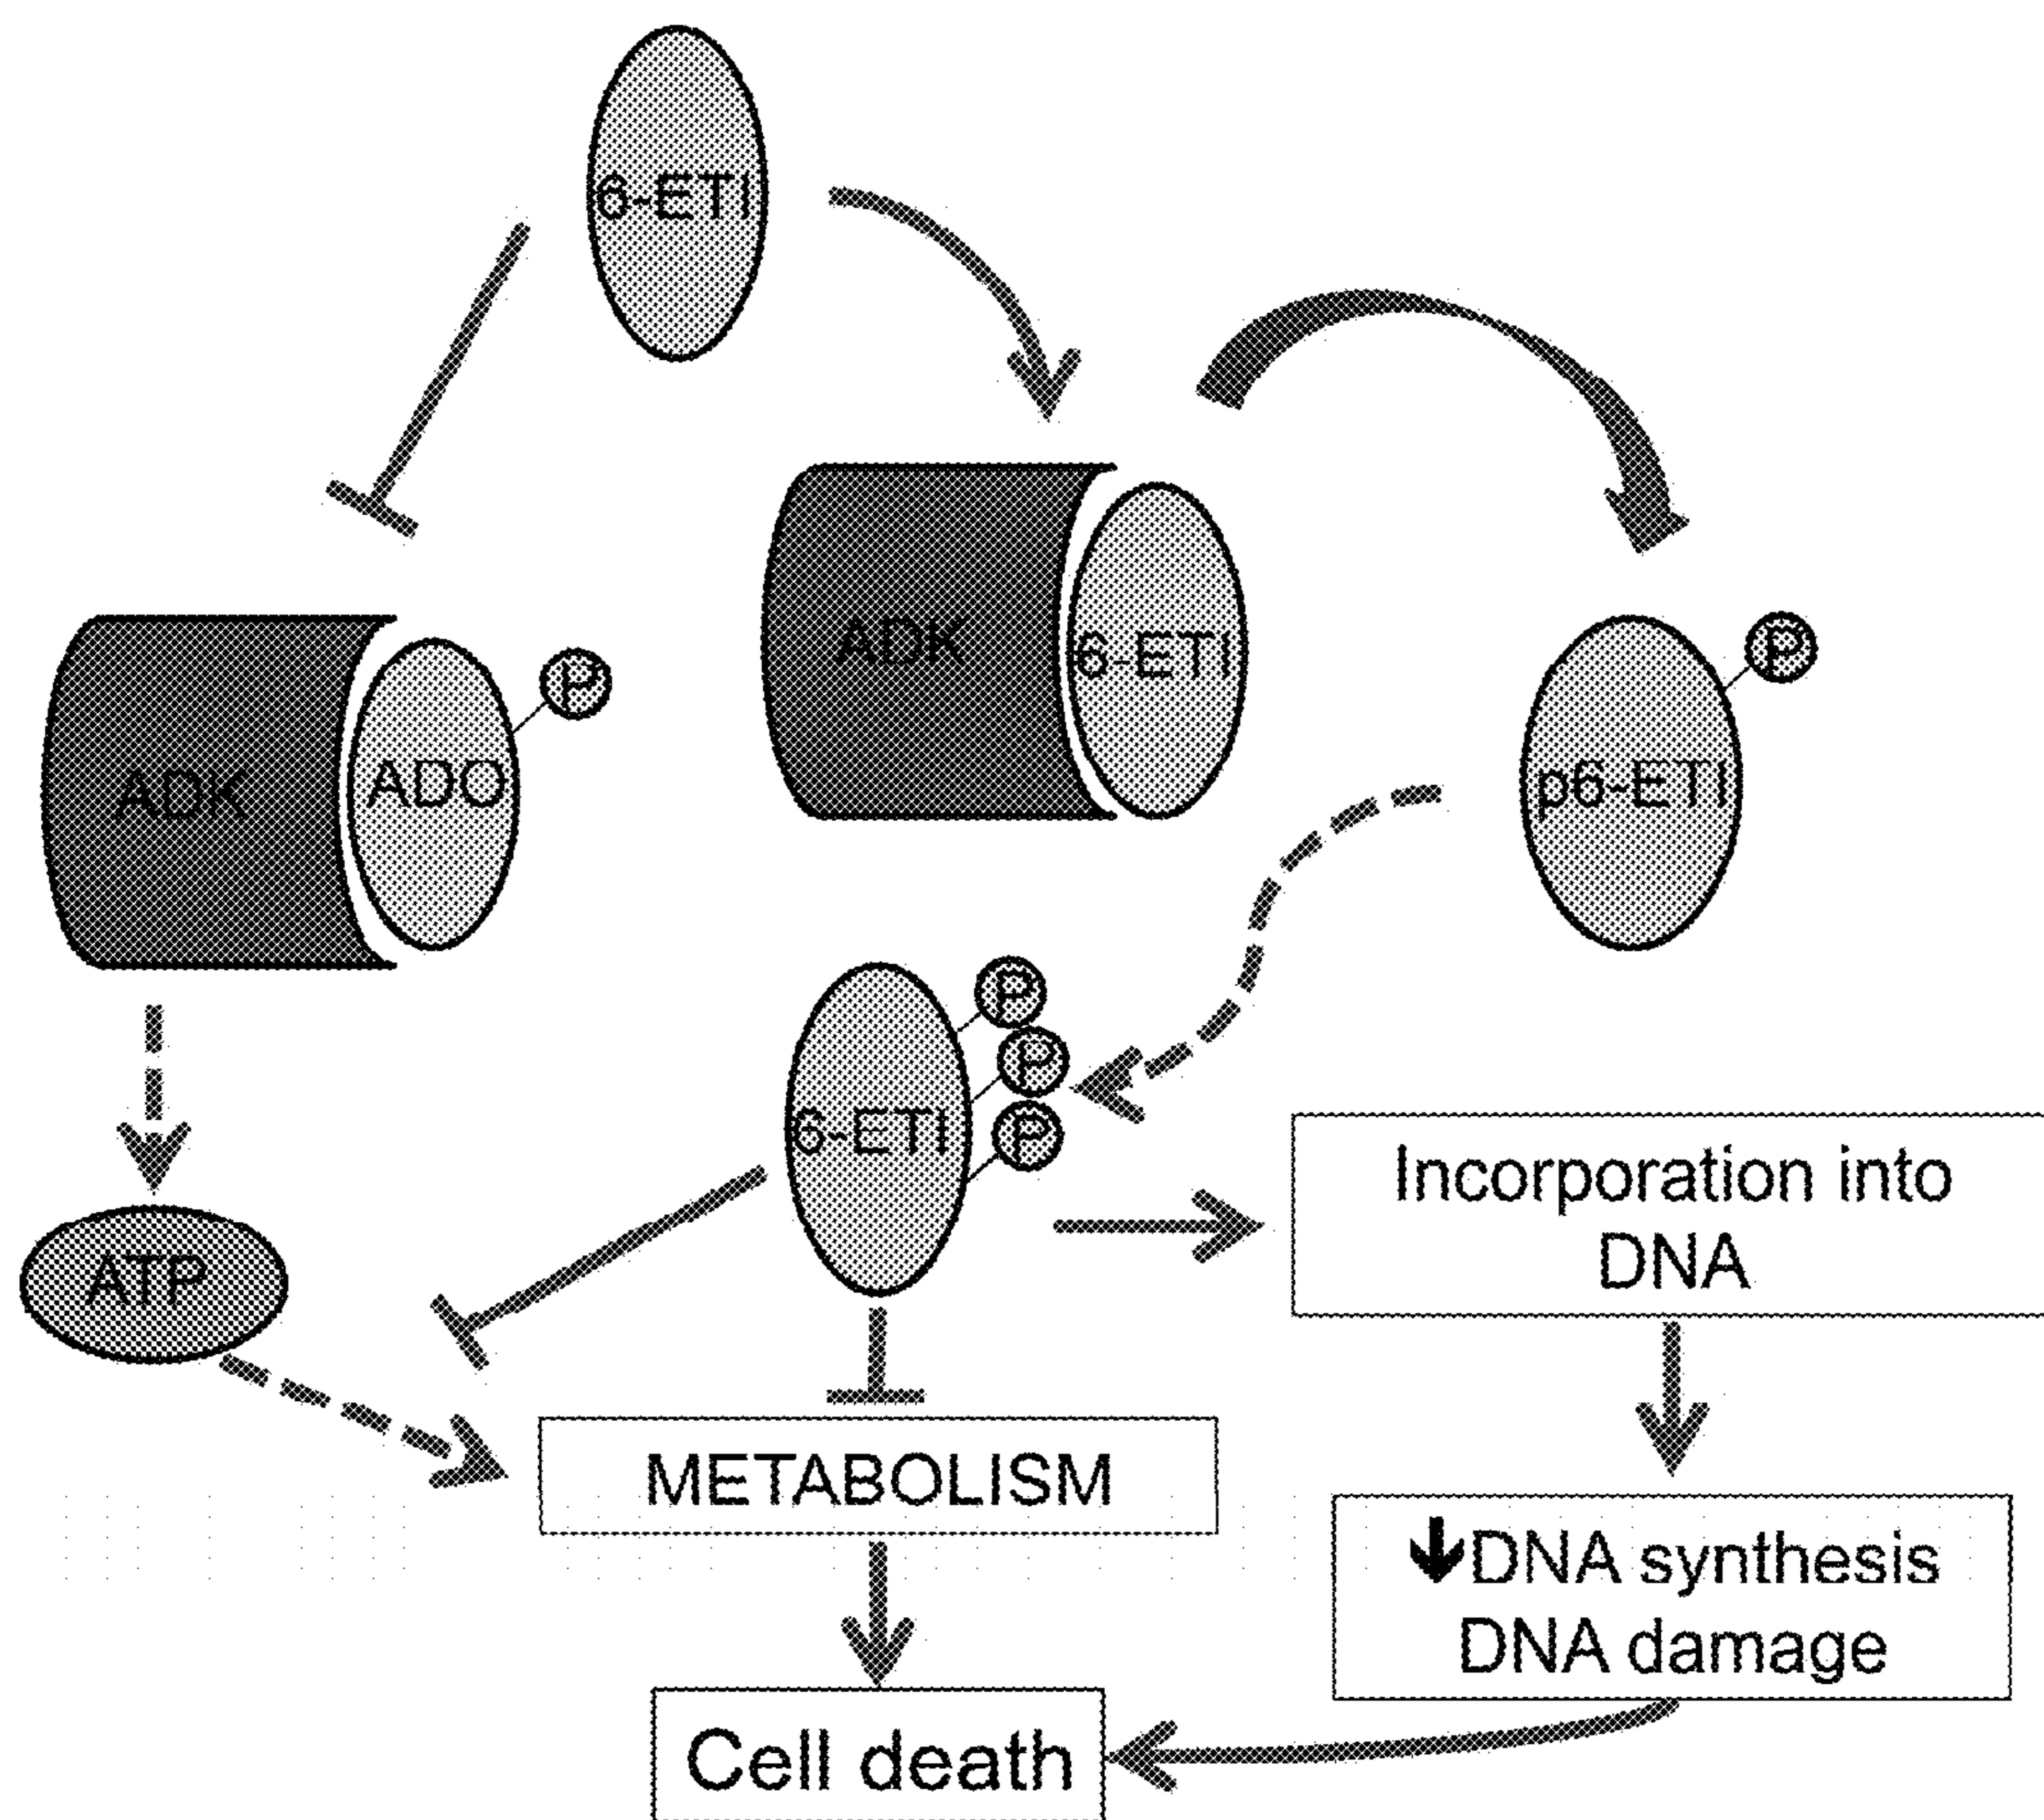 6-ETI
ADK
6-ETI
P
p6-ETI
P
ADK
ADO
P
P
P
6-ETI
P
Incorporation into
DNA
ATP
METABOLISM
↓DNA synthesis
DNA damage
Cell death